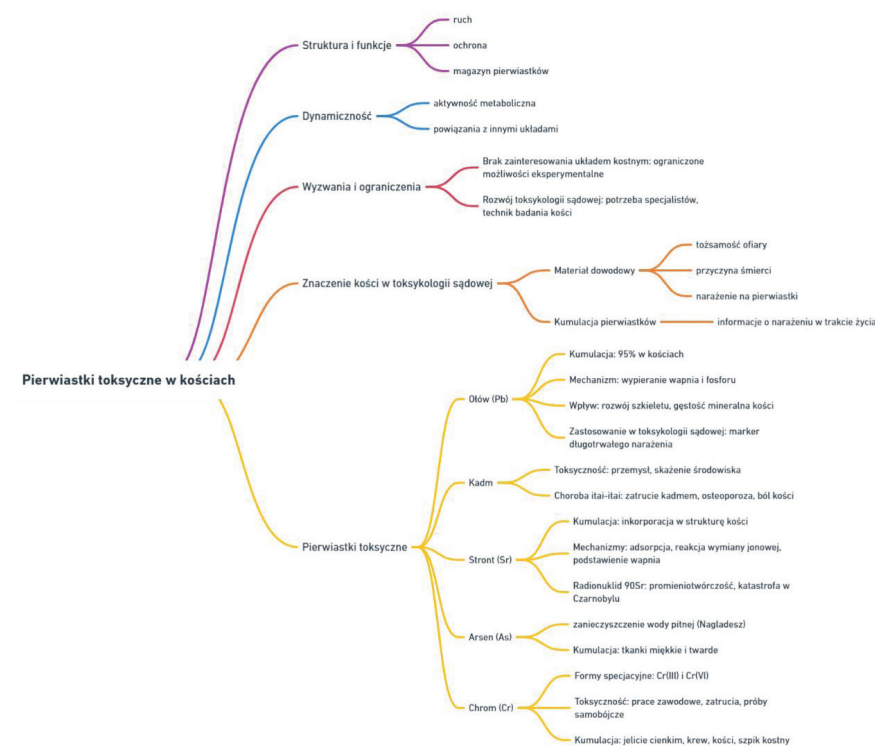 Pierwiastki toksyczne w kościach
Struktura i funkcje
ruch
ochrona
magazyn pierwiastków
Dynamiczność
aktywność metaboliczna
powiązania z innymi układami
Wyzwania i ograniczenia
Brak zainteresowania układem kostnym: ograniczone
możliwości eksperymentalne
Rozwój toksykologii sądowej: potrzeba specjalistów,
technik badania kości
Znaczenie kości w toksykologii sądowej
Materiał dowodowy
tożsamość ofiary
przyczyna śmierci
narażenie na pierwiastki
Kumulacja pierwiastków
informacje o narażeniu w trakcie życia
Pierwiastki toksyczne
Ołów (Pb)
Kumulacja: 95% w kościach
Mechanizm: wypieranie wapnia i fosforu
Wpływ: rozwój szkieletu, gęstość mineralna kości
Zastosowanie w toksykologii sądowej: marker
długotrwałego narażenia
Kadm
Toksyczność: przemysł, skażenie środowiska
Choroba itai-itai: zatrucie kadmem, osteoporoza, ból kości
Stront (Sr)
Kumulacja: inkorporacja w strukturę kości
Mechanizmy: adsorpcja, reakcja wymiany jonowej,
podstawienie wapnia
Radionuklid 90Sr: promieniotwórczość, katastrofa w
Czarnobylu
Arsen (As)
zanieczyszczenie wody pitnej (Nagladesz)
Kumulacja: tkanki miękkie i twarde
Chrom (Cr)
Formy specjacyjne: Cr(III) i Cr(VI)
Toksyczność: prace zawodowe, zatrucia, próby
samobójcze
Kumulacja: jelicie cienkim, krew, kości, szpik kostny